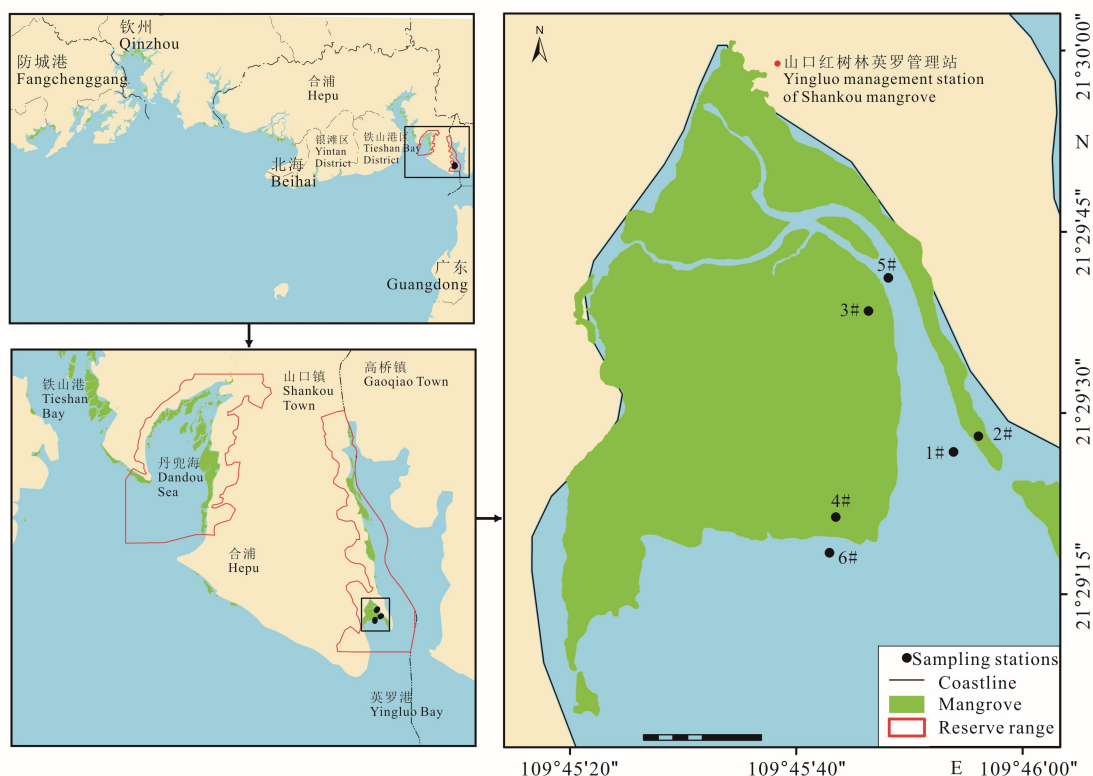 钦州
Qinzhou
防城港
Fangchenggang
合浦
Hepu
银滩区
Yintan
District
铁山港区
Tieshan Bay
District
北海
Beihai
广东
Guangdong
铁山港
Tieshan
Bay
山口镇
Shankou
Town
高桥镇
Gaoqiao Town
丹兜海
Dandou
Sea
合浦
Hepu
英罗港
Yingluo Bay
N
山口红树林英罗管理站
Yingluo management station
of Shankou mangrove
5#
3#
2#
1#
4#
6#
Sampling stations
Coastline
Mangrove
Reserve range
21°30'00"
N
21°29'45"
21°29'30"
21°29'15"
109°45'20"
109°45'40"
E
109°46'00"